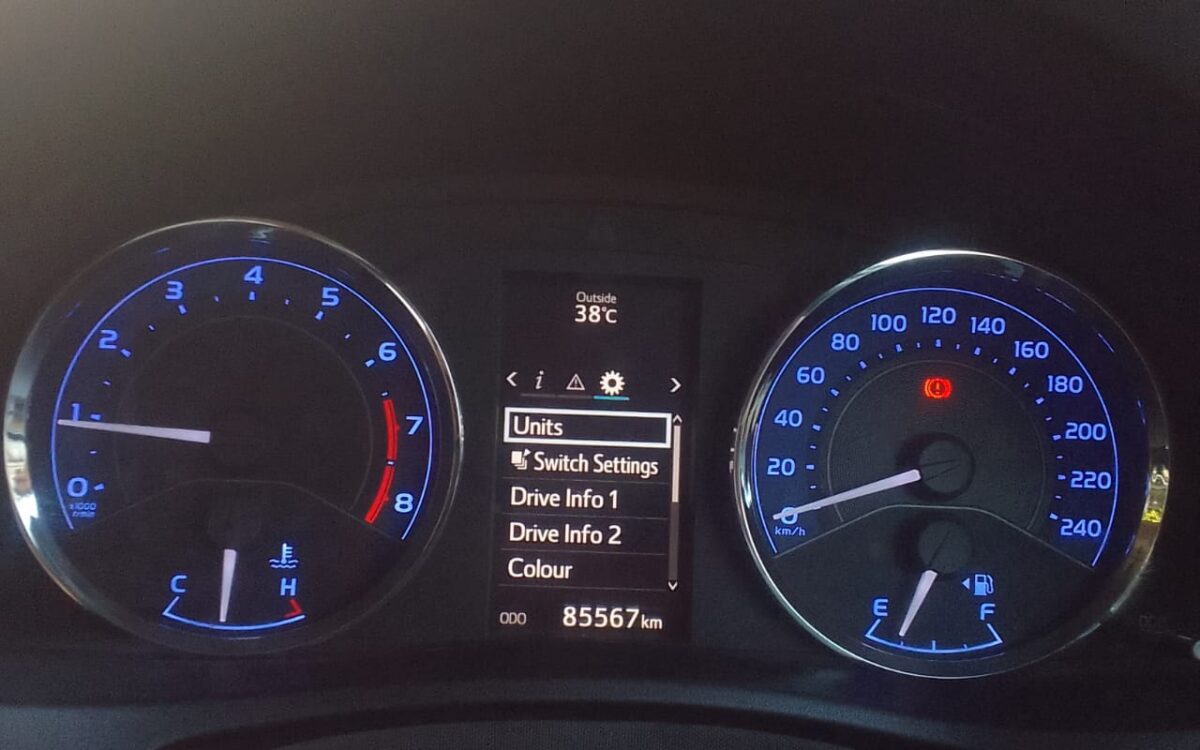 4
3
5
2
6
1
7
0
8
x1000
r/min
C
H
Outside
38°C
< i >
Units
Switch Settings
Drive Info 1
Drive Info 2
Colour
ODO 85567km
120
100
140
80
160
60
180
40
200
20
220
0
240
km/h
E
F